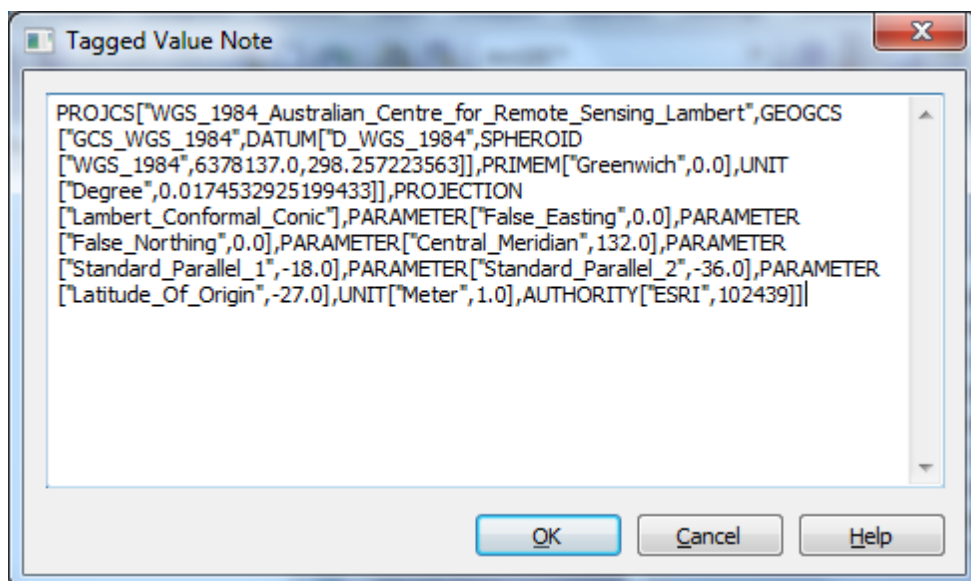 Tagged Value Note
PROJCS["WGS_1984_Australian_Centre_for_Remote_Sensing_Lambert",GEOGCS
["GCS_WGS_1984",DATUM["D_WGS_1984",SPHEROID
["WGS_1984",6378137.0,298.257223563]],PRIMEM["Greenwich",0.0],UNIT
["Degree",0.0174532925199433]],PROJECTION
["Lambert_Conformal_Conic"],PARAMETER["False_Easting",0.0],PARAMETER
["False_Northing",0.0],PARAMETER["Central_Meridian",132.0],PARAMETER
["Standard_Parallel_1",-18.0],PARAMETER["Standard_Parallel_2",-36.0],PARAMETER
["Latitude_Of_Origin",-27.0],UNIT["Meter",1.0],AUTHORITY["ESRI",102439]]
OK Cancel Help